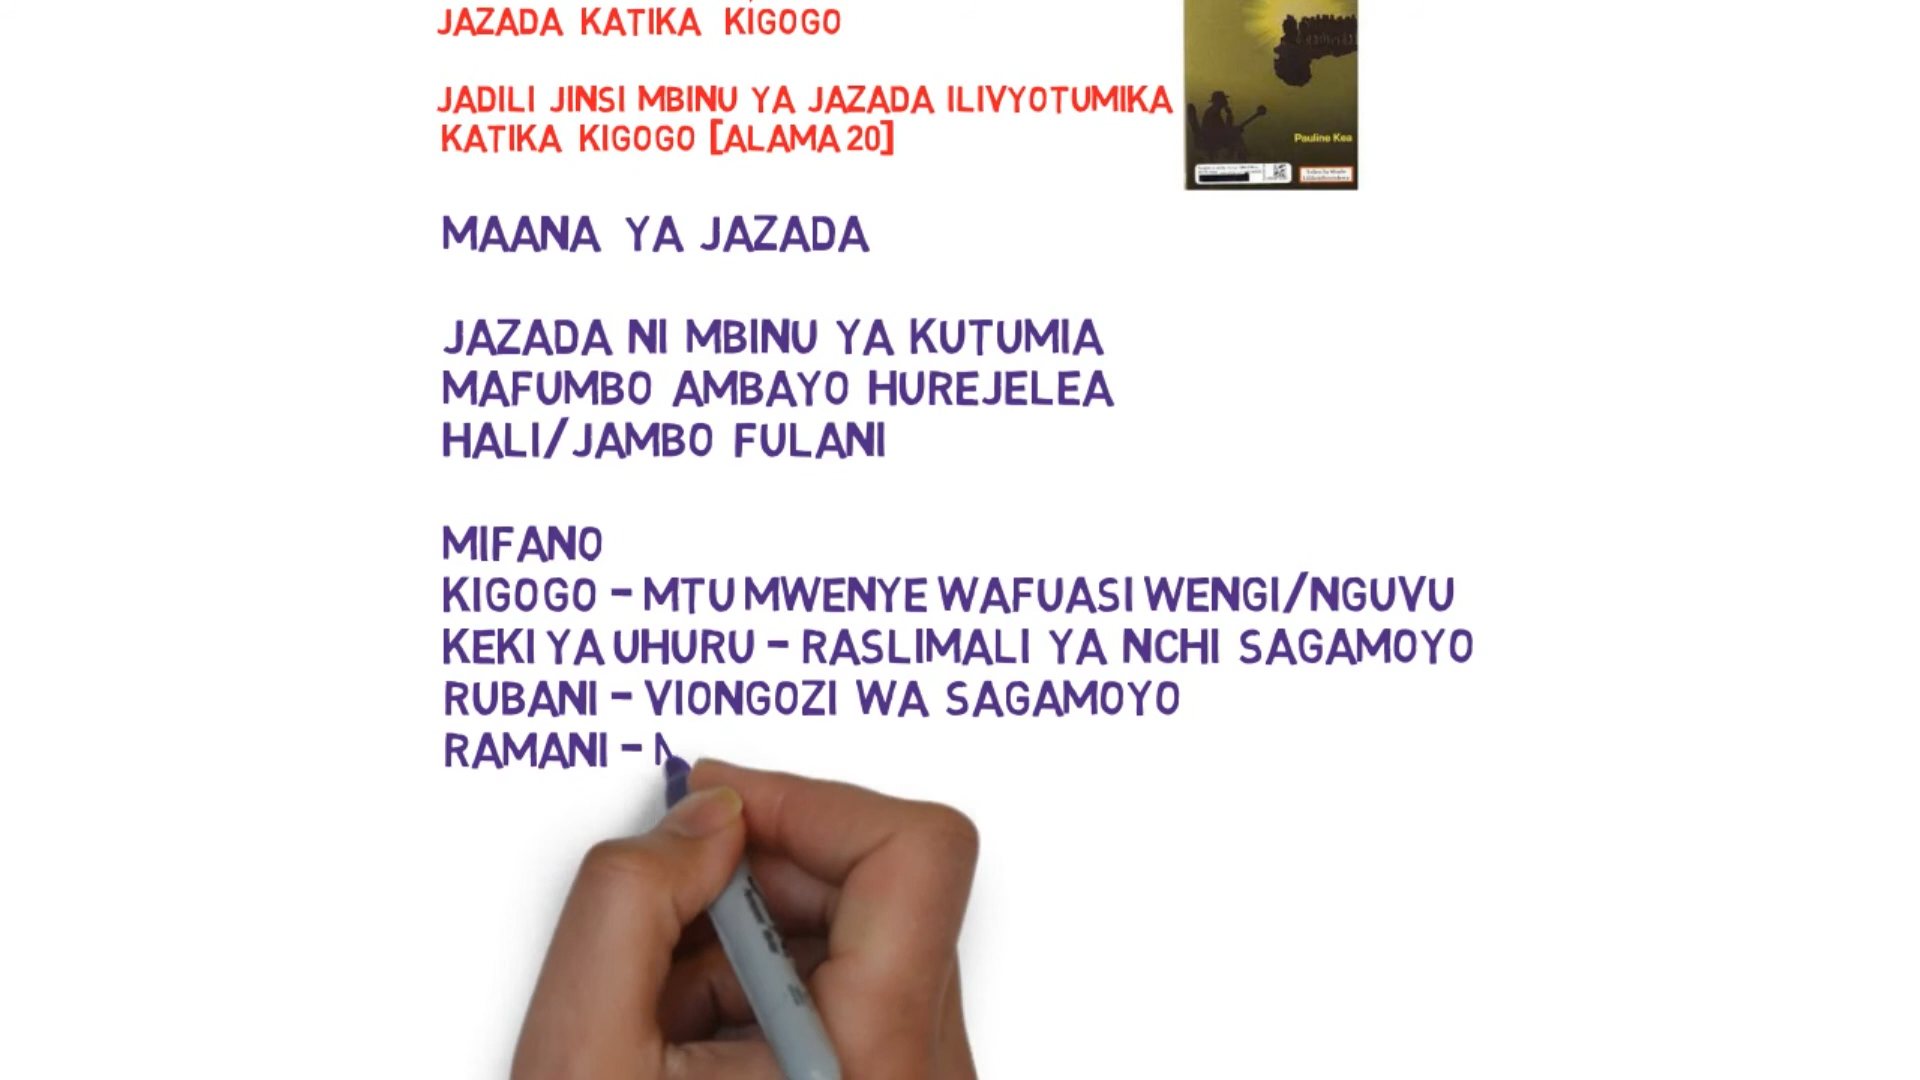 JAZADA KATIKA KIGOGO
JADILI JINSI MBINU YA JAZADA ILIVYOTUMIKA
KATIKA KIGOGO [ALAMA 20]
Pauline Kea
MAANA YA JAZADA
JAZADA NI MBINU YA KUTUMIA
MAFUMBO AMBAYO HUREJELEA
HALI/JAMBO FULANI
MIFANO
KIGOGO - MTU MWENYE WAFUASI WENGI/NGUVU
KEKI YA UHURU - RASLIMALI YA NCHI SAGAMOYO
RUBANI - VIONGOZI WA SAGAMOYO
RAMANI -